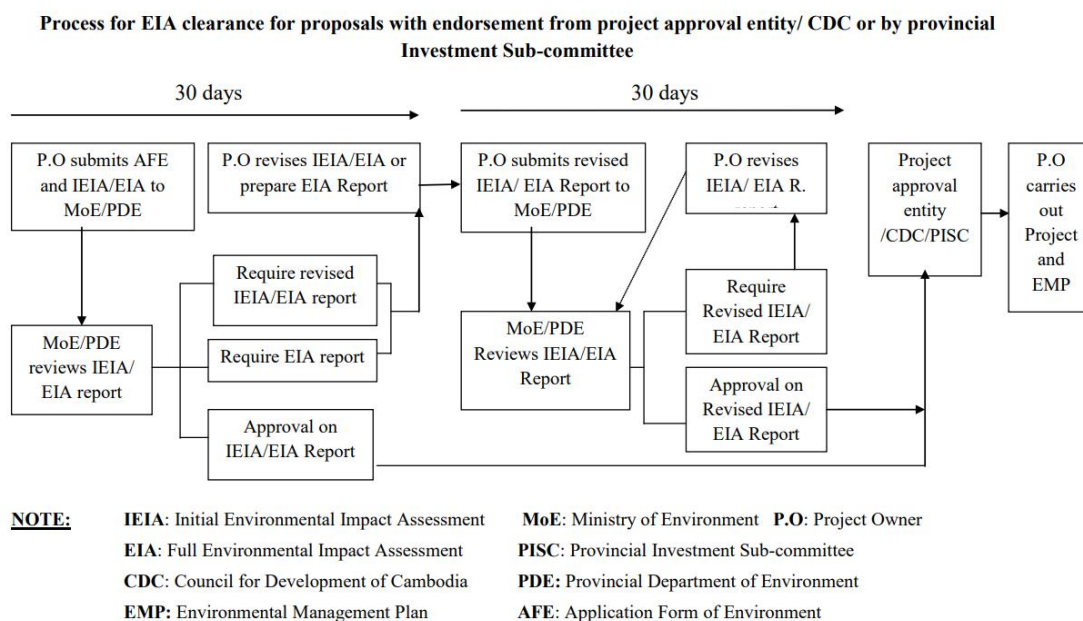 Process for EIA clearance for proposals with endorsement from project approval entity/ CDC or by provincial
Investment Sub-committee
30 days
30 days
P.O submits AFE
and IEIA/EIA to
MoE/PDE
P.O revises IEIA/EIA or
prepare EIA Report
P.O submits revised
IEIA/ EIA Report to
MoE/PDE
P.O revises
IEIA/ EIA R.
Project
approval
entity
/CDC/PISC
P.O
carries
out
Project
and
EMP
Require revised
IEIA/EIA report
MoE/PDE
reviews IEIA/
EIA report
Require EIA report
Approval on
IEIA/EIA Report
MoE/PDE
Reviews IEIA/EIA
Report
Require
Revised IEIA/
EIA Report
Approval on
Revised IEIA/
EIA Report
NOTE:
IEIA: Initial Environmental Impact Assessment
MoE: Ministry of Environment P.O: Project Owner
EIA: Full Environmental Impact Assessment
PISC: Provincial Investment Sub-committee
CDC: Council for Development of Cambodia
PDE: Provincial Department of Environment
EMP: Environmental Management Plan
AFE: Application Form of Environment